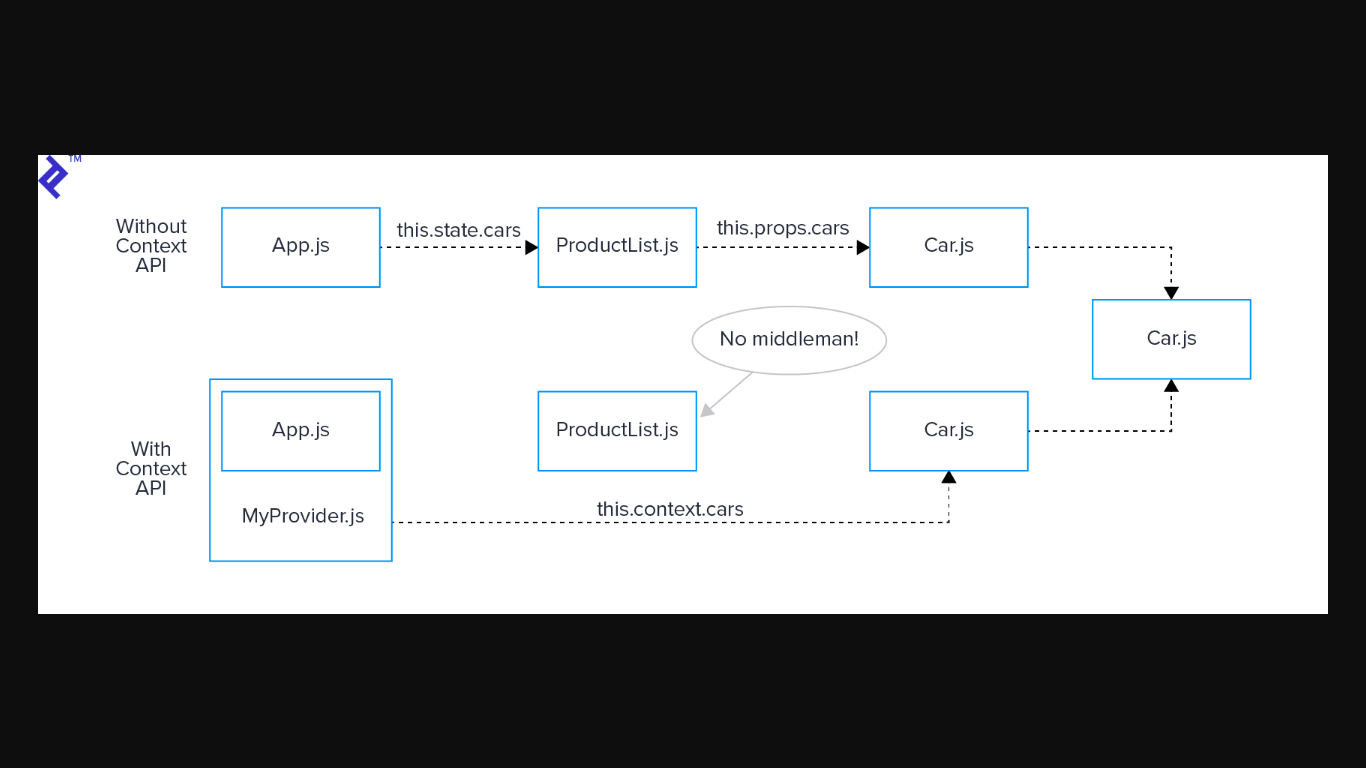 TM
Without
Context
API
App.js
this.state.cars
ProductList.js
this.props.cars
Car.js
No middleman!
Car.js
With
Context
API
App.js
ProductList.js
Car.js
MyProvider.js
this.context.cars